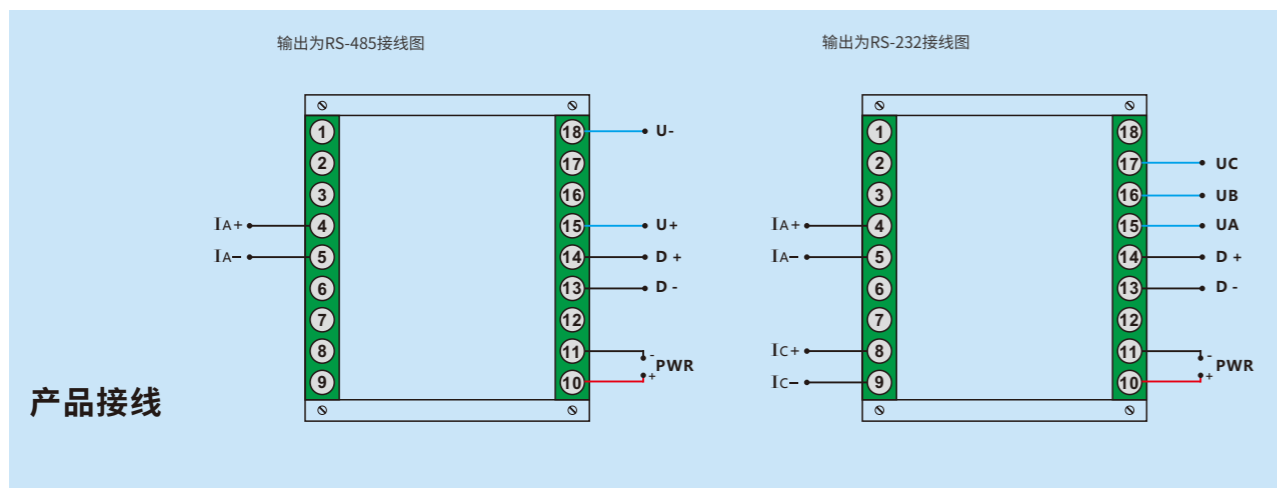 输出为RS-485接线图
1
2
3
IA+ 4
IA- 5
6
7
8
9
18 U-
17
16
15 U+
14 D +
13 D -
12
11 -
PWR
10 +
输出为RS-232接线图
1
2
3
IA+ 4
IA- 5
6
7
IC+ 8
IC- 9
18
17 UC
16 UB
15 UA
14 D +
13 D -
12
11 -
PWR
10 +
产品接线